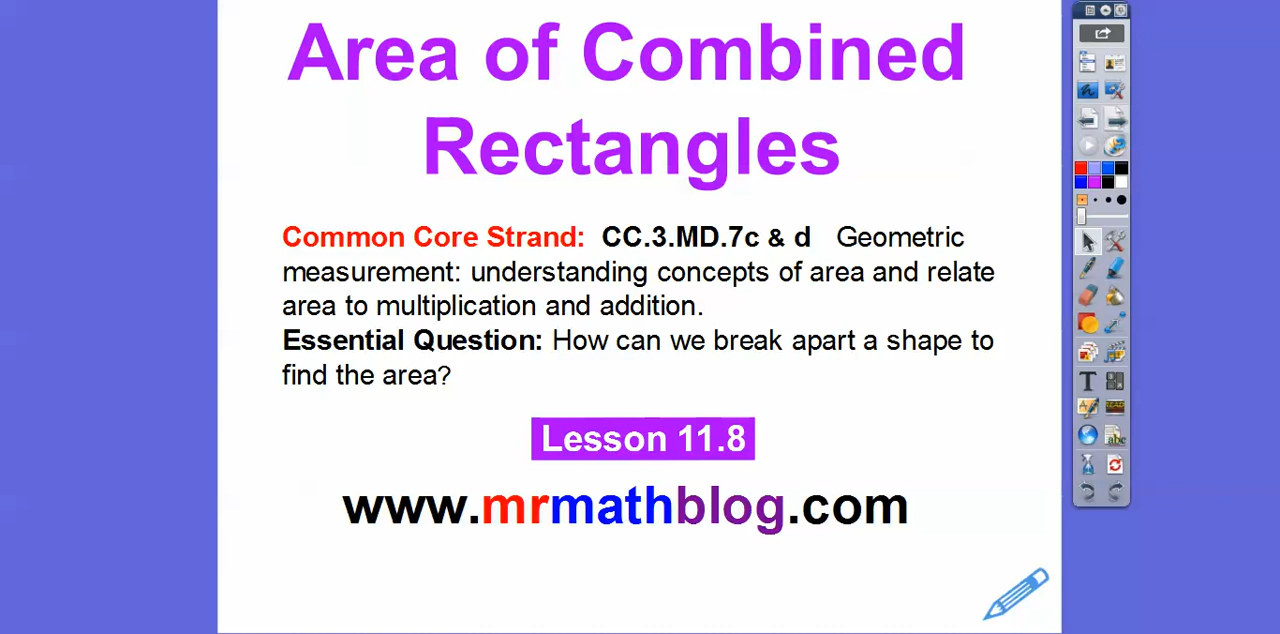 Area of Combined
Rectangles
Common Core Strand: CC.3.MD.7c & d Geometric
measurement: understanding concepts of area and relate
area to multiplication and addition.
Essential Question: How can we break apart a shape to
find the area?
Lesson 11.8
www.mrmathblog.com